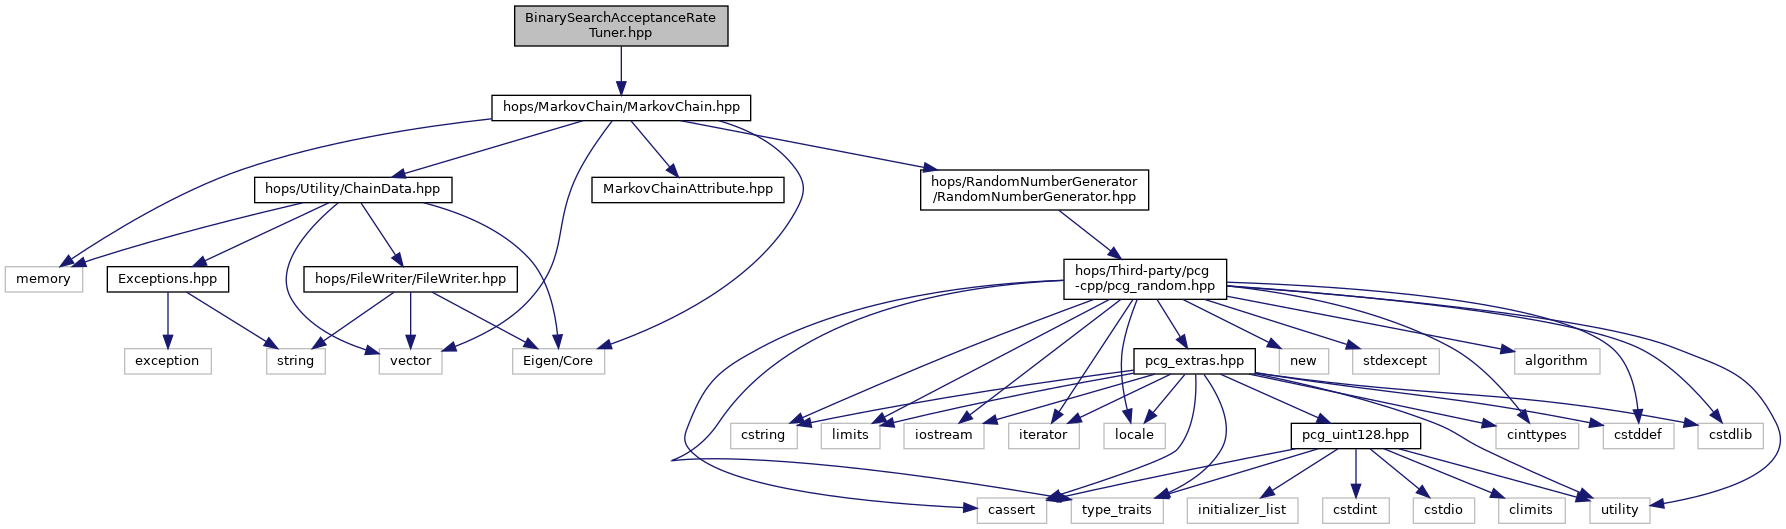 BinarySearchAcceptanceRate
Tuner.hpp
hops/MarkovChain/MarkovChain.hpp
hops/Utility/ChainData.hpp
MarkovChainAttribute.hpp
hops/RandomNumberGenerator
/RandomNumberGenerator.hpp
memory
Exceptions.hpp
hops/FileWriter/FileWriter.hpp
hops/Third-party/pcg
-cpp/pcg_random.hpp
exception
string
vector
Eigen/Core
pcg_extras.hpp
new
stdexcept
algorithm
cstring
limits
iostream
iterator
locale
pcg_uint128.hpp
cinttypes
cstddef
cstdlib
cassert
type_traits
initializer_list
cstdint
cstdio
climits
utility